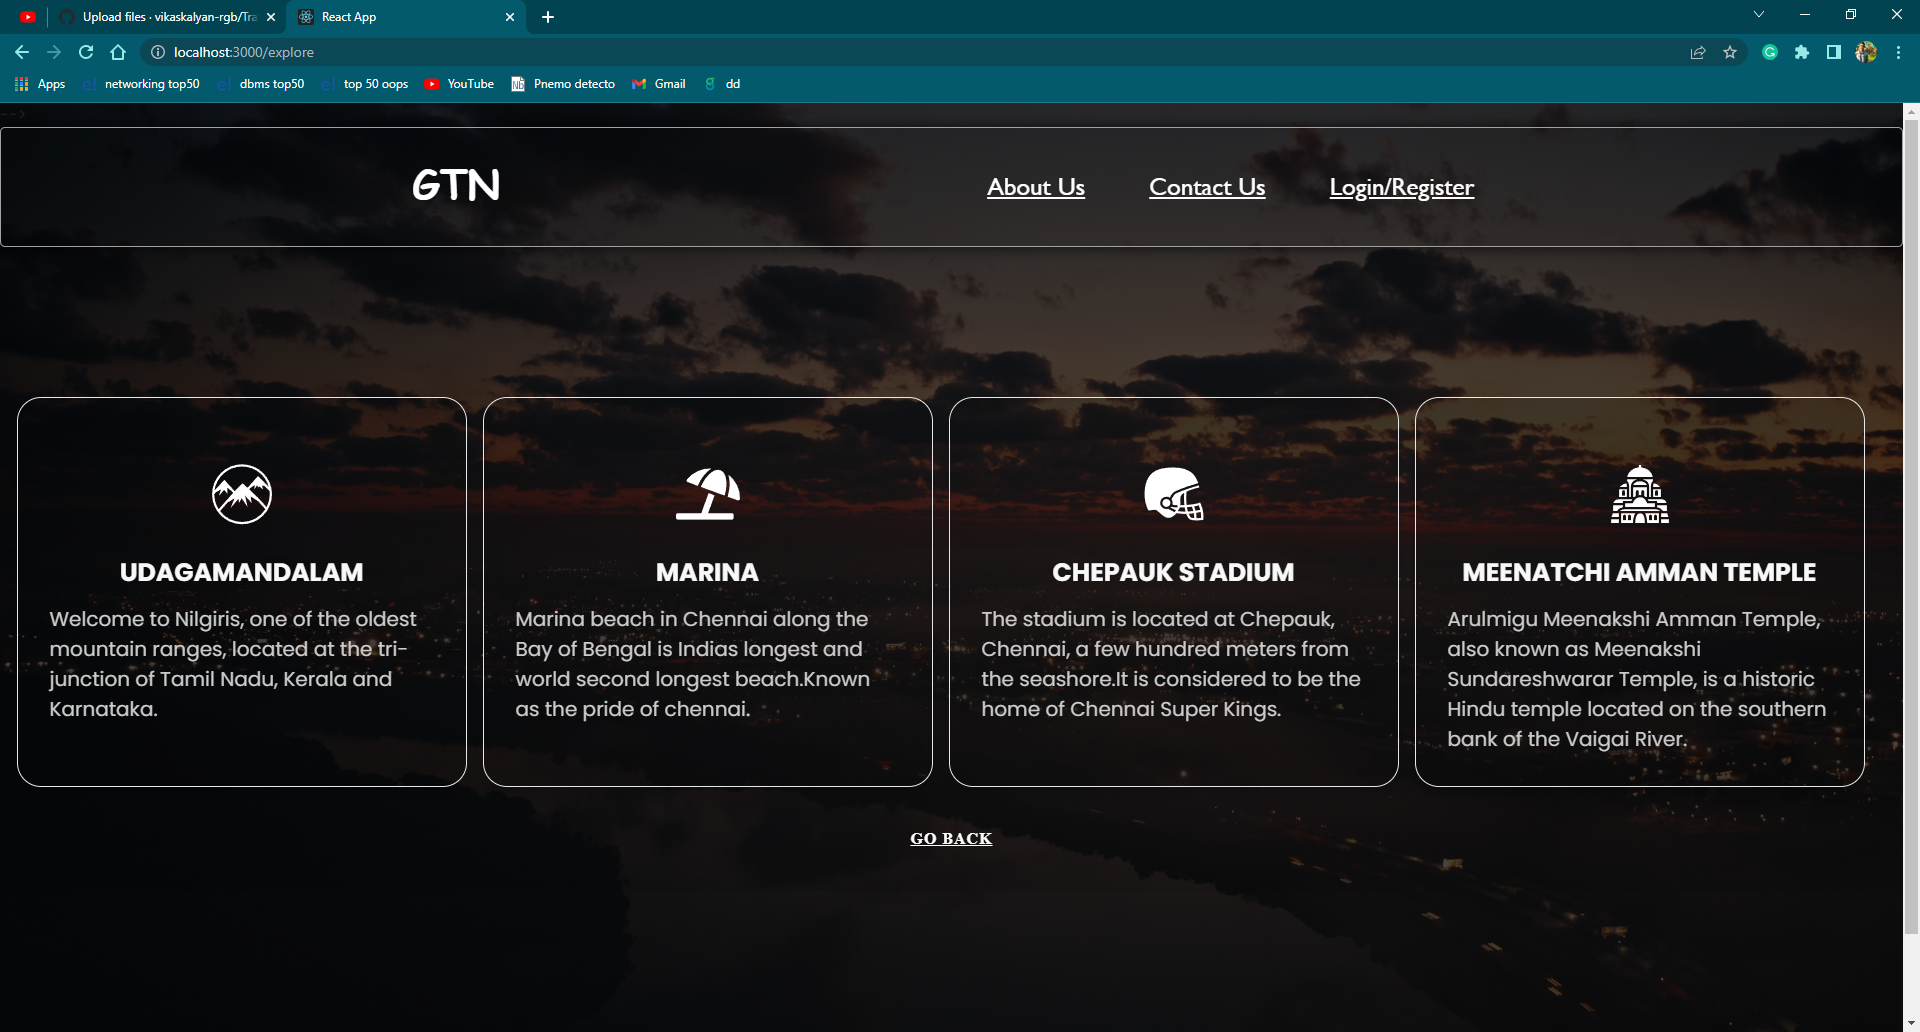 Upload files · vikaskalyan-rgb/Tra
React App
localhost:3000/explore
Apps
networking top50
dbms top50
top 50 oops
YouTube
Pnemo detecto
Gmail
dd
-->
GTN
About Us
Contact Us
Login/Register
UDAGAMANDALAM
Welcome to Nilgiris, one of the oldest
mountain ranges, located at the tri-
junction of Tamil Nadu, Kerala and
Karnataka.
MARINA
Marina beach in Chennai along the
Bay of Bengal is Indias longest and
world second longest beach.Known
as the pride of chennai.
CHEPAUK STADIUM
The stadium is located at Chepauk,
Chennai, a few hundred meters from
the seashore.It is considered to be the
home of Chennai Super Kings.
MEENATCHI AMMAN TEMPLE
Arulmigu Meenakshi Amman Temple,
also known as Meenakshi
Sundareshwarar Temple, is a historic
Hindu temple located on the southern
bank of the Vaigai River.
GO BACK